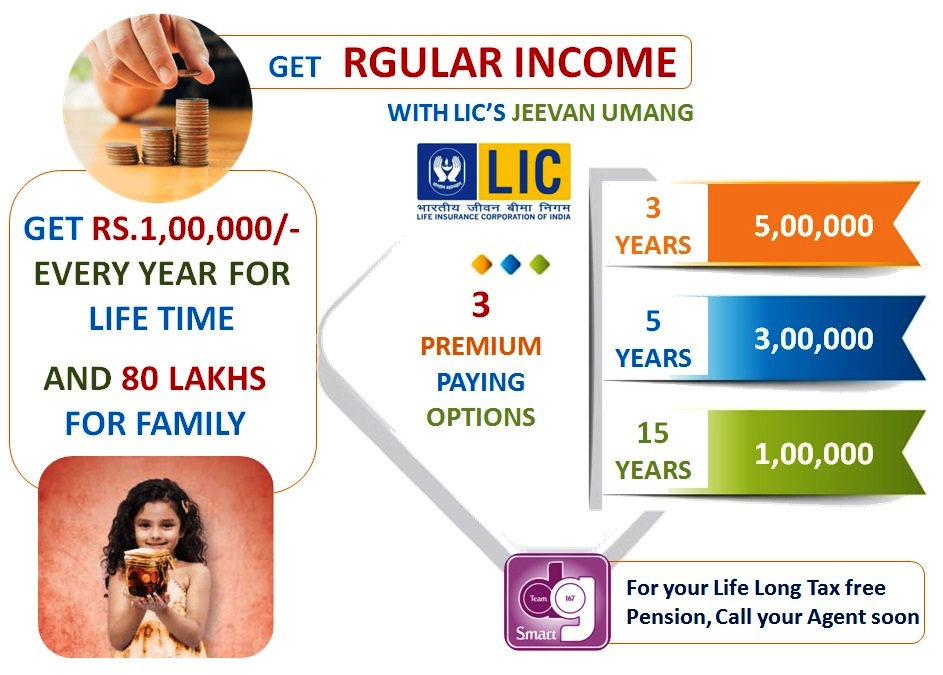 GET RGULAR INCOME
WITH LIC'S JEEVAN UMANG
LIC
भारतीय जीवन बीमा निगम
LIFE INSURANCE CORPORATION OF INDIA
GET RS.1,00,000/-
EVERY YEAR FOR
LIFE TIME
AND 80 LAKHS
FOR FAMILY
3
PREMIUM
PAYING
OPTIONS
3
YEARS
5,00,000
5
YEARS
3,00,000
15
YEARS
1,00,000
dg
Team 167
Smart
For your Life Long Tax free
Pension, Call your Agent soon